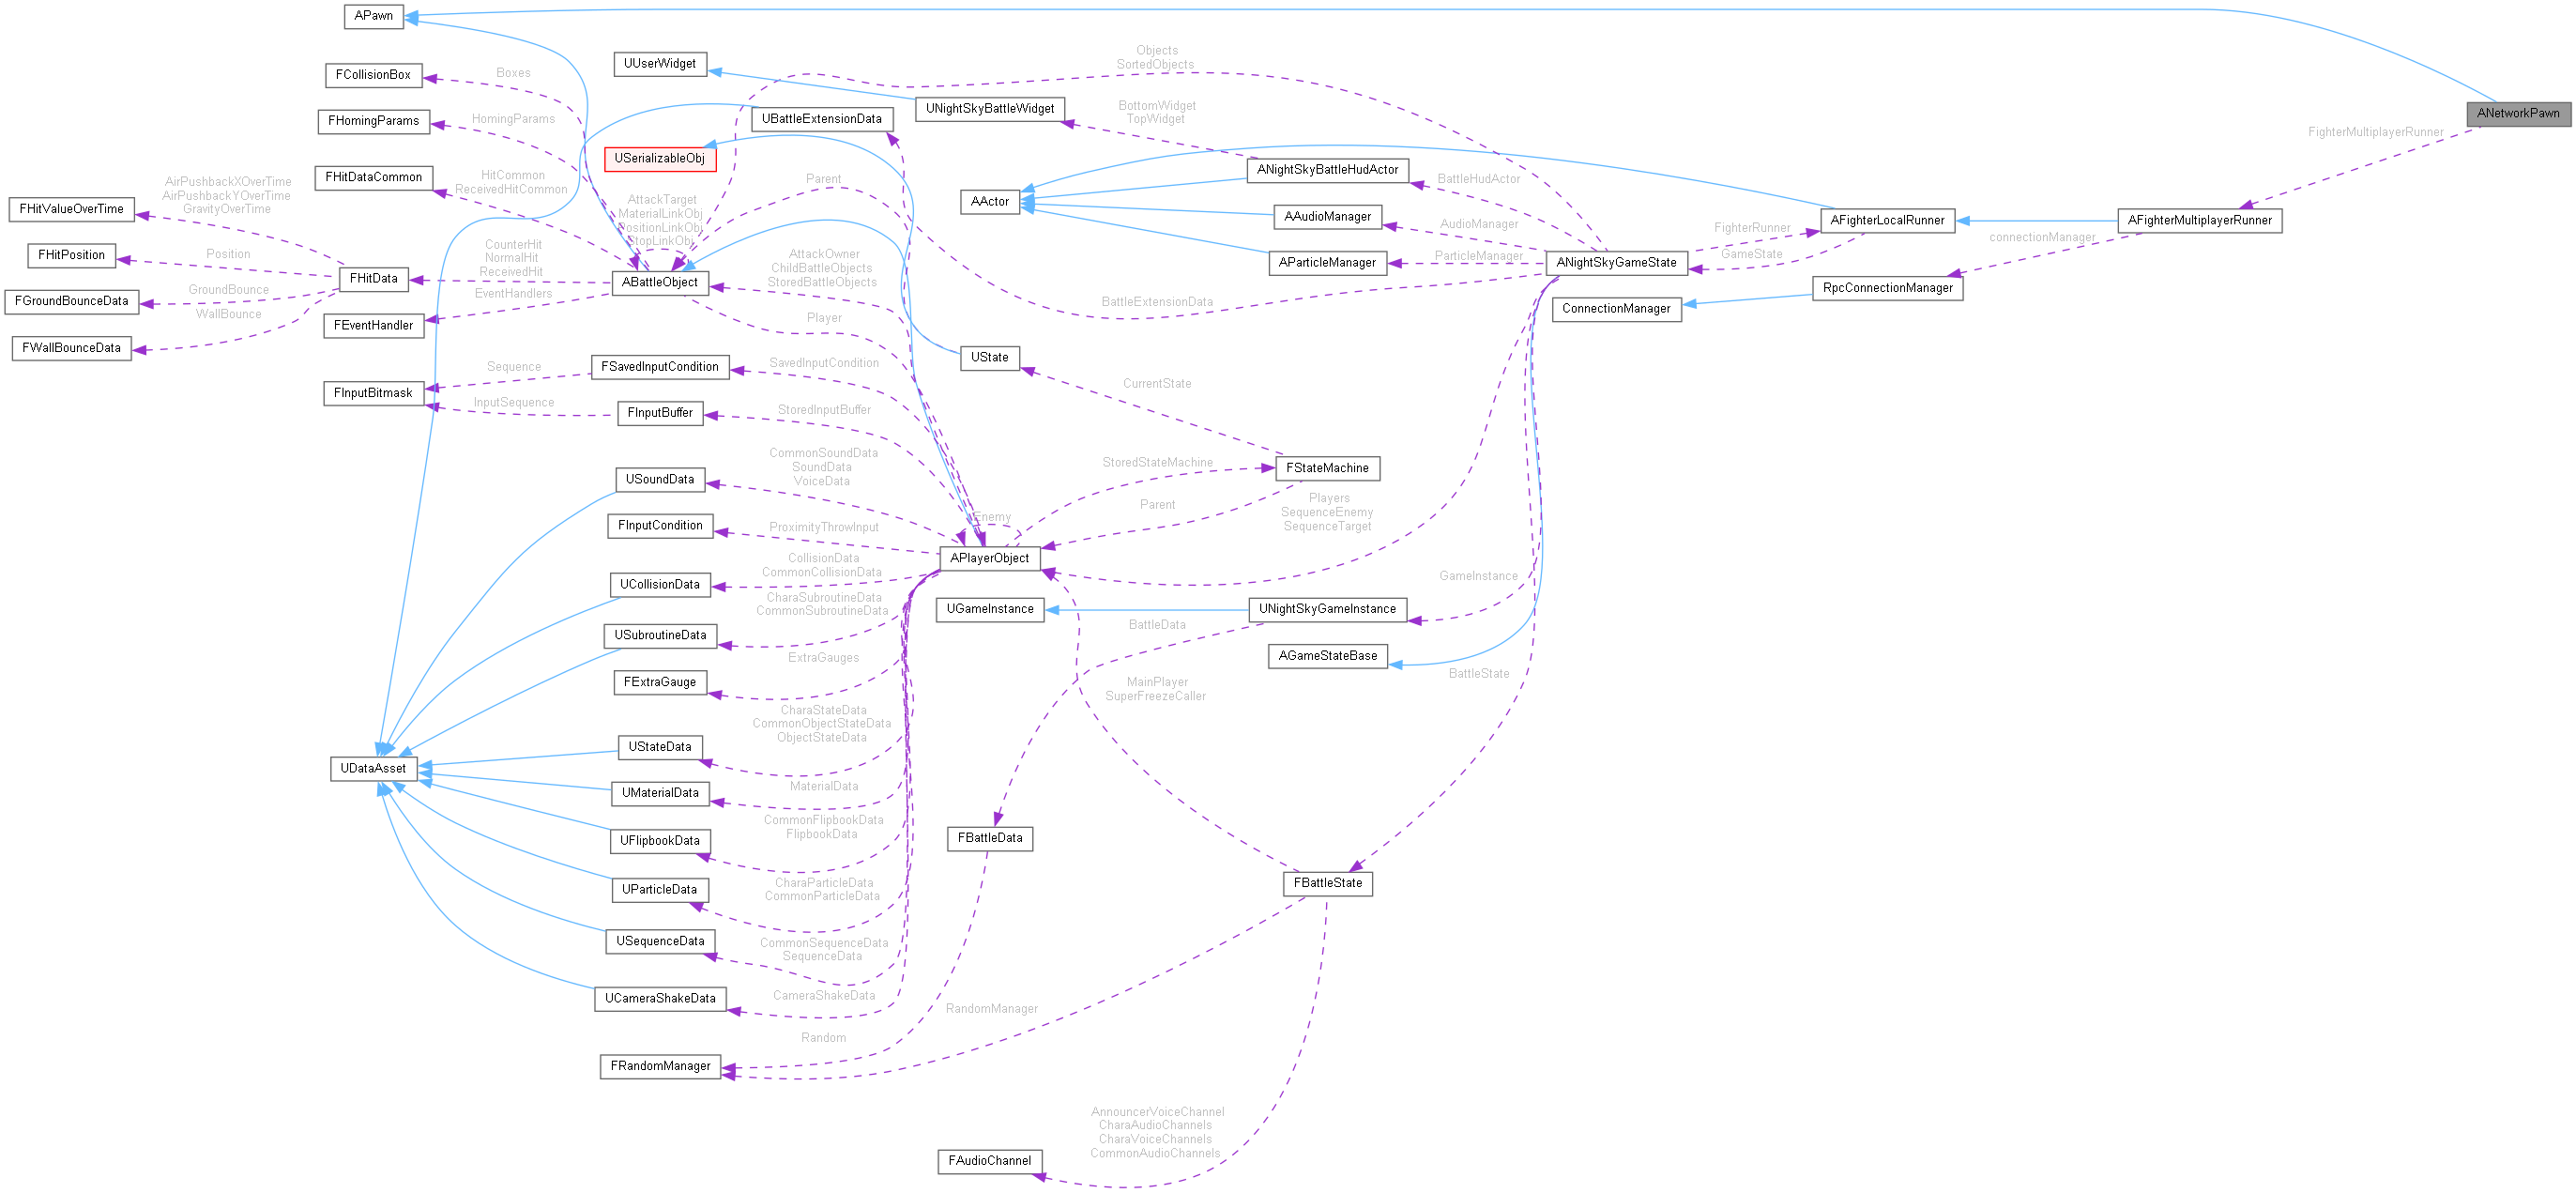 APawn
Objects
SortedObjects
UUserWidget
FCollisionBox
Boxes
UNightSkyBattleWidget
BottomWidget
TopWidget
ANetworkPawn
FHomingParams
HomingParams
UBattleExtensionData
FighterMultiplayerRunner
USerializableObj
FHitDataCommon
HitCommon
ReceivedHitCommon
Parent
ANightSkyBattleHudActor
BattleHudActor
AirPushbackXOverTime
AirPushbackYOverTime
GravityOverTime
FHitValueOverTime
AttackTarget
MaterialLinkObj
PositionLinkObj
StopLinkObj
AActor
AAudioManager
AudioManager
FighterRunner
AFighterLocalRunner
AFighterMultiplayerRunner
connectionManager
FHitPosition
Position
CounterHit
NormalHit
ReceivedHit
AttackOwner
ChildBattleObjects
StoredBattleObjects
AParticleManager
ParticleManager
ANightSkyGameState
GameState
FHitData
ABattleObject
FGroundBounceData
GroundBounce
WallBounce
EventHandlers
BattleExtensionData
ConnectionManager
RpcConnectionManager
FEventHandler
Player
FWallBounceData
UState
FSavedInputCondition
SavedInputCondition
Sequence
CurrentState
FInputBitmask
InputSequence
FInputBuffer
StoredInputBuffer
CommonSoundData
SoundData
VoiceData
USoundData
StoredStateMachine
FStateMachine
Parent
Players
SequenceEnemy
SequenceTarget
FInputCondition
ProximityThrowInput
Enemy
APlayerObject
CollisionData
CommonCollisionData
UCollisionData
GameInstance
CharaSubroutineData
CommonSubroutineData
UGameInstance
UNightSkyGameInstance
BattleData
USubroutineData
ExtraGauges
AGameStateBase
BattleState
FExtraGauge
MainPlayer
SuperFreezeCaller
CharaStateData
CommonObjectStateData
ObjectStateData
UStateData
UDataAsset
UMaterialData
MaterialData
CommonFlipbookData
FlipbookData
UFlipbookData
FBattleData
CharaParticleData
CommonParticleData
UParticleData
FBattleState
CommonSequenceData
SequenceData
USequenceData
UCameraShakeData
CameraShakeData
RandomManager
Random
FRandomManager
AnnouncerVoiceChannel
CharaAudioChannels
CharaVoiceChannels
CommonAudioChannels
FAudioChannel